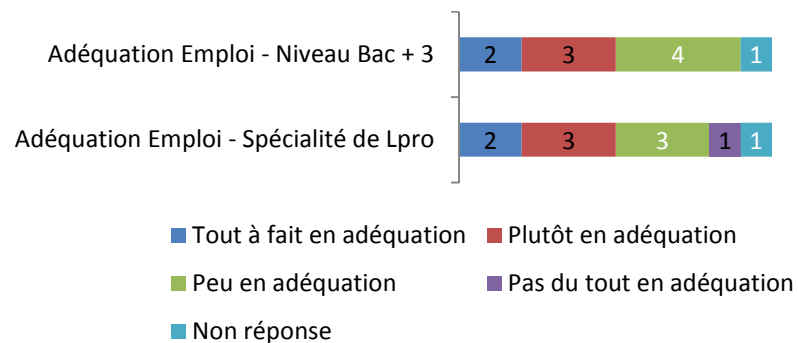 Adéquation Emploi - Niveau Bac + 3
2 3 4 1
Adéquation Emploi - Spécialité de Lpro
2 3 3 1 1
Tout à fait en adéquation
Plutôt en adéquation
Peu en adéquation
Pas du tout en adéquation
Non réponse